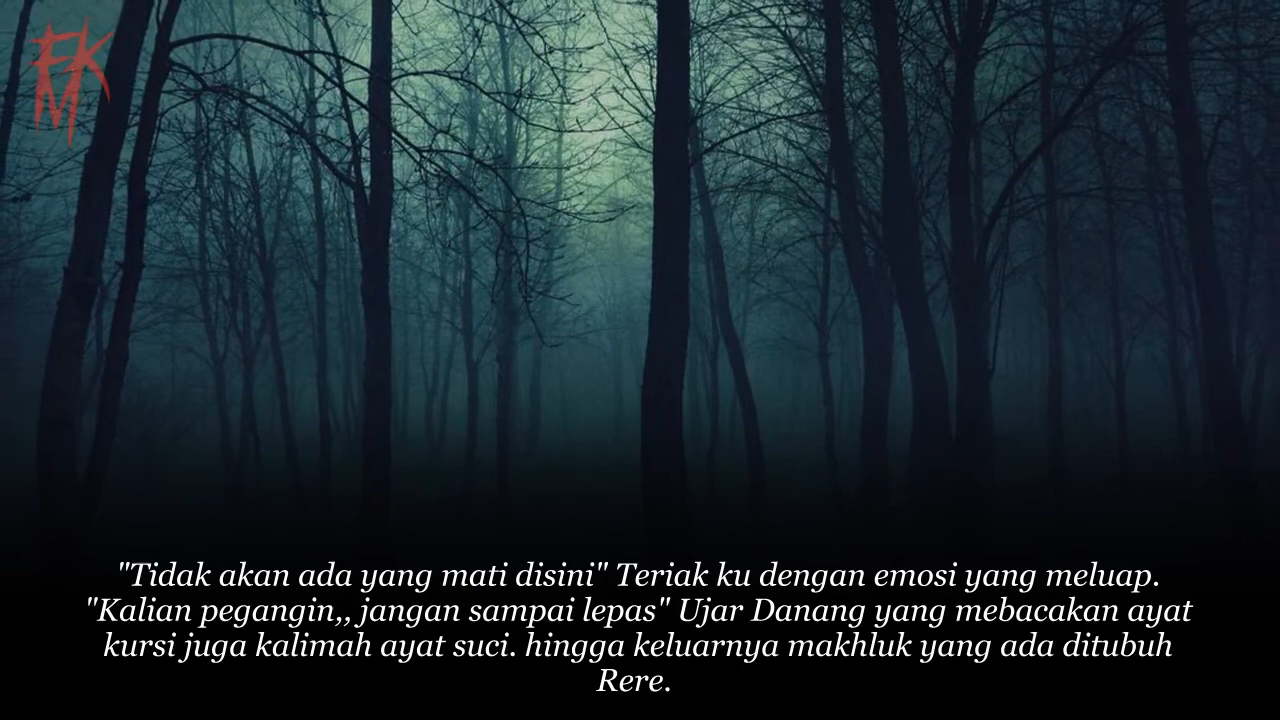 FK
M
"Tidak akan ada yang mati disini" Teriak ku dengan emosi yang meluap.
"Kalian pegangin,, jangan sampai lepas" Ujar Danang yang mebacakan ayat
kursi juga kalimah ayat suci. hingga keluarnya makhluk yang ada ditubuh
Rere.